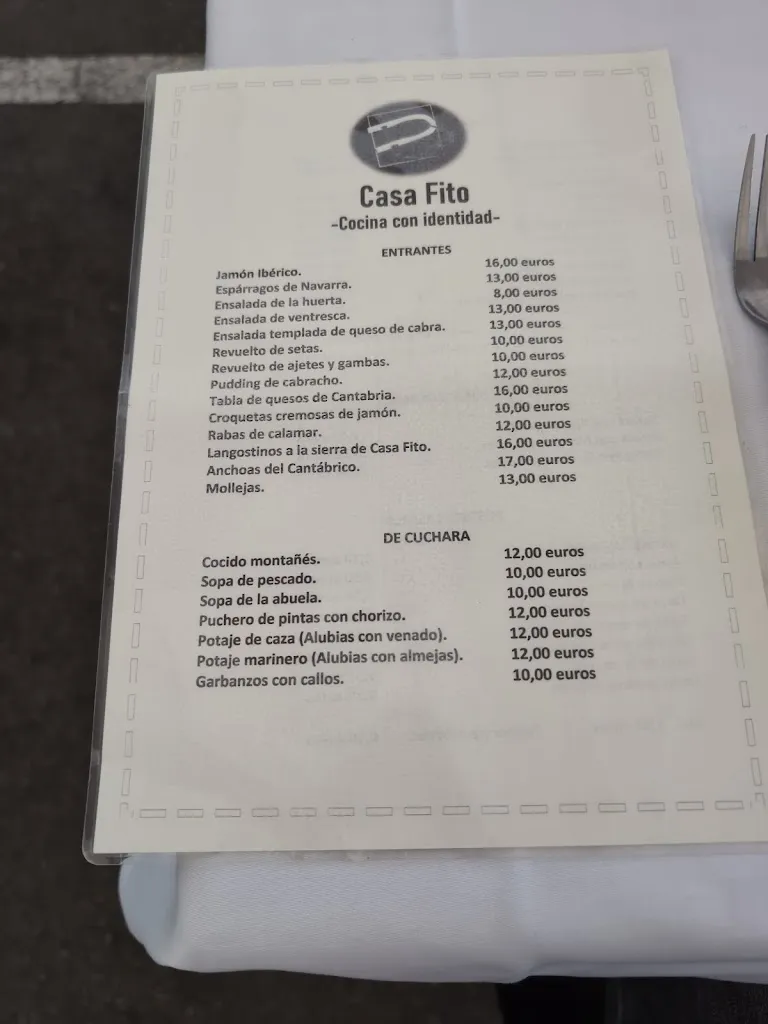 Casa Fito
-Cocina con identidad-
ENTRANTES
Jamón Ibérico. 16,00 euros
Espárragos de Navarra. 13,00 euros
Ensalada de la huerta. 8,00 euros
Ensalada de ventresca. 13,00 euros
Ensalada templada de queso de cabra. 13,00 euros
Revuelto de setas. 10,00 euros
Revuelto de ajetes y gambas. 10,00 euros
Pudding de cabracho. 12,00 euros
Tabla de quesos de Cantabria. 16,00 euros
Croquetas cremosas de jamón. 10,00 euros
Rabas de calamar. 12,00 euros
Langostinos a la sierra de Casa Fito. 16,00 euros
Anchoas del Cantábrico. 17,00 euros
Mollejas. 13,00 euros
DE CUCHARA
Cocido montañés. 12,00 euros
Sopa de pescado. 10,00 euros
Sopa de la abuela. 10,00 euros
Puchero de pintas con chorizo. 12,00 euros
Potaje de caza (Alubias con venado). 12,00 euros
Potaje marinero (Alubias con almejas). 12,00 euros
Garbanzos con callos. 10,00 euros